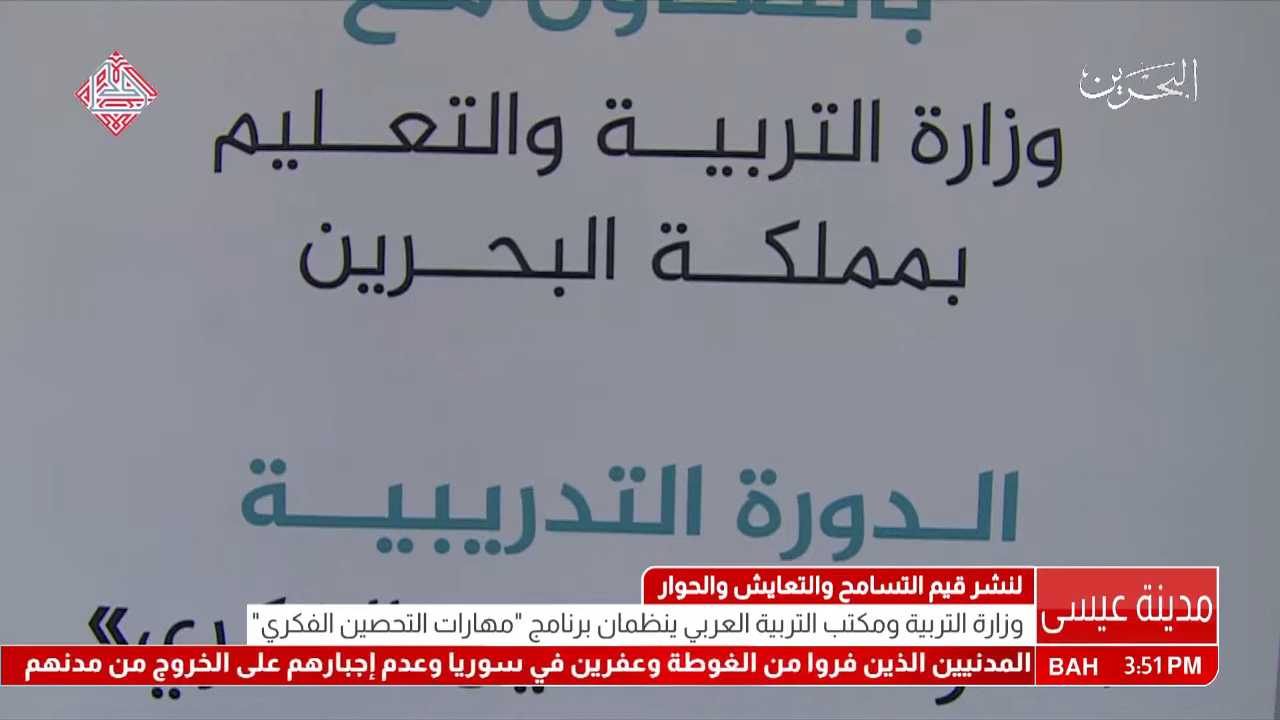 بالتعاون مع
البحرين
وزارة التربية والتعليم
بمملكة البحرين
الدورة التدريبية
لنشر قيم التسامح والتعايش والحوار
مدينة عيسى
وزارة التربية ومكتب التربية العربي ينظمان برنامج "مهارات التحصين الفكري"
المدنيين الذين فروا من الغوطة وعفرين في سوريا وعدم إجبارهم على الخروج من مدنهم
BAH 3:51 PM